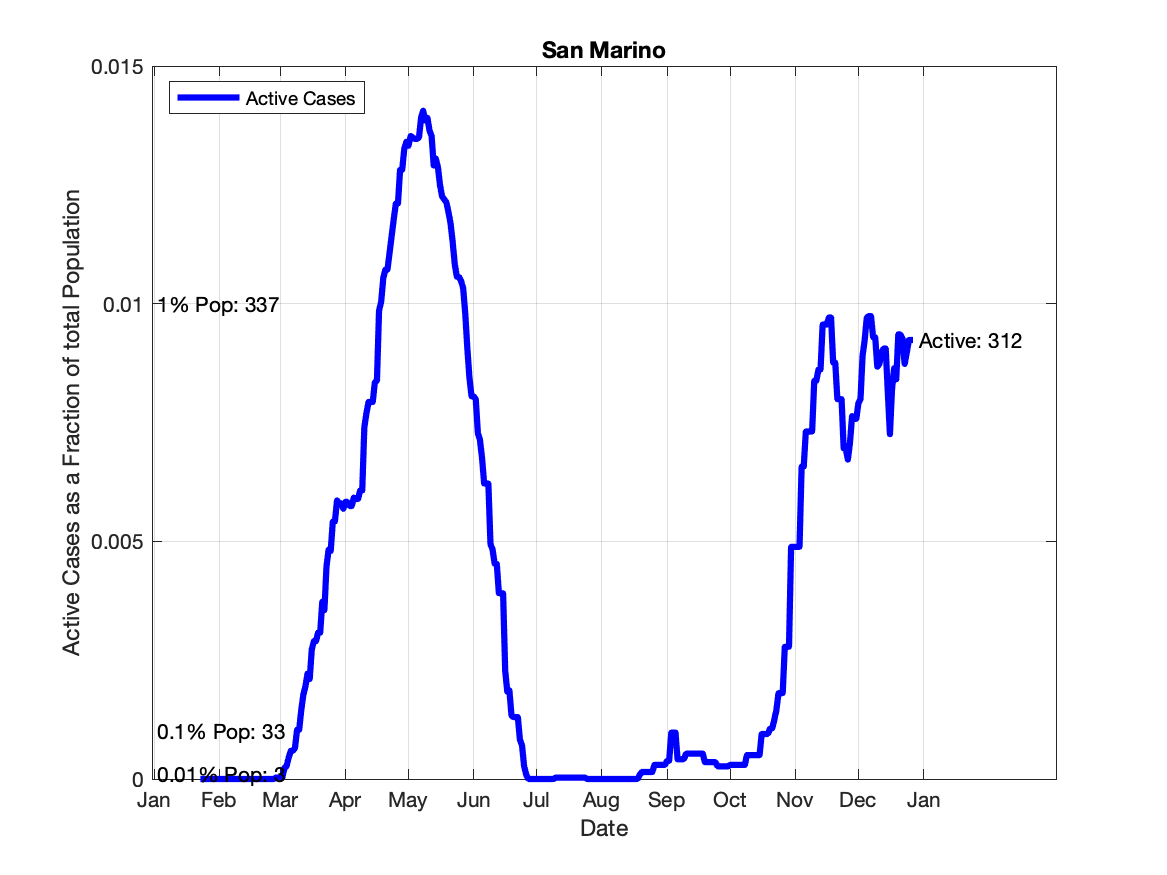 San Marino
0.015
Active Cases
Active Cases as a Fraction of total Population
0.01
1% Pop: 337
Active: 312
0.005
0.1% Pop: 33
0.01% Pop: 3
0
Jan Feb Mar Apr May Jun Jul Aug Sep Oct Nov Dec Jan
Date